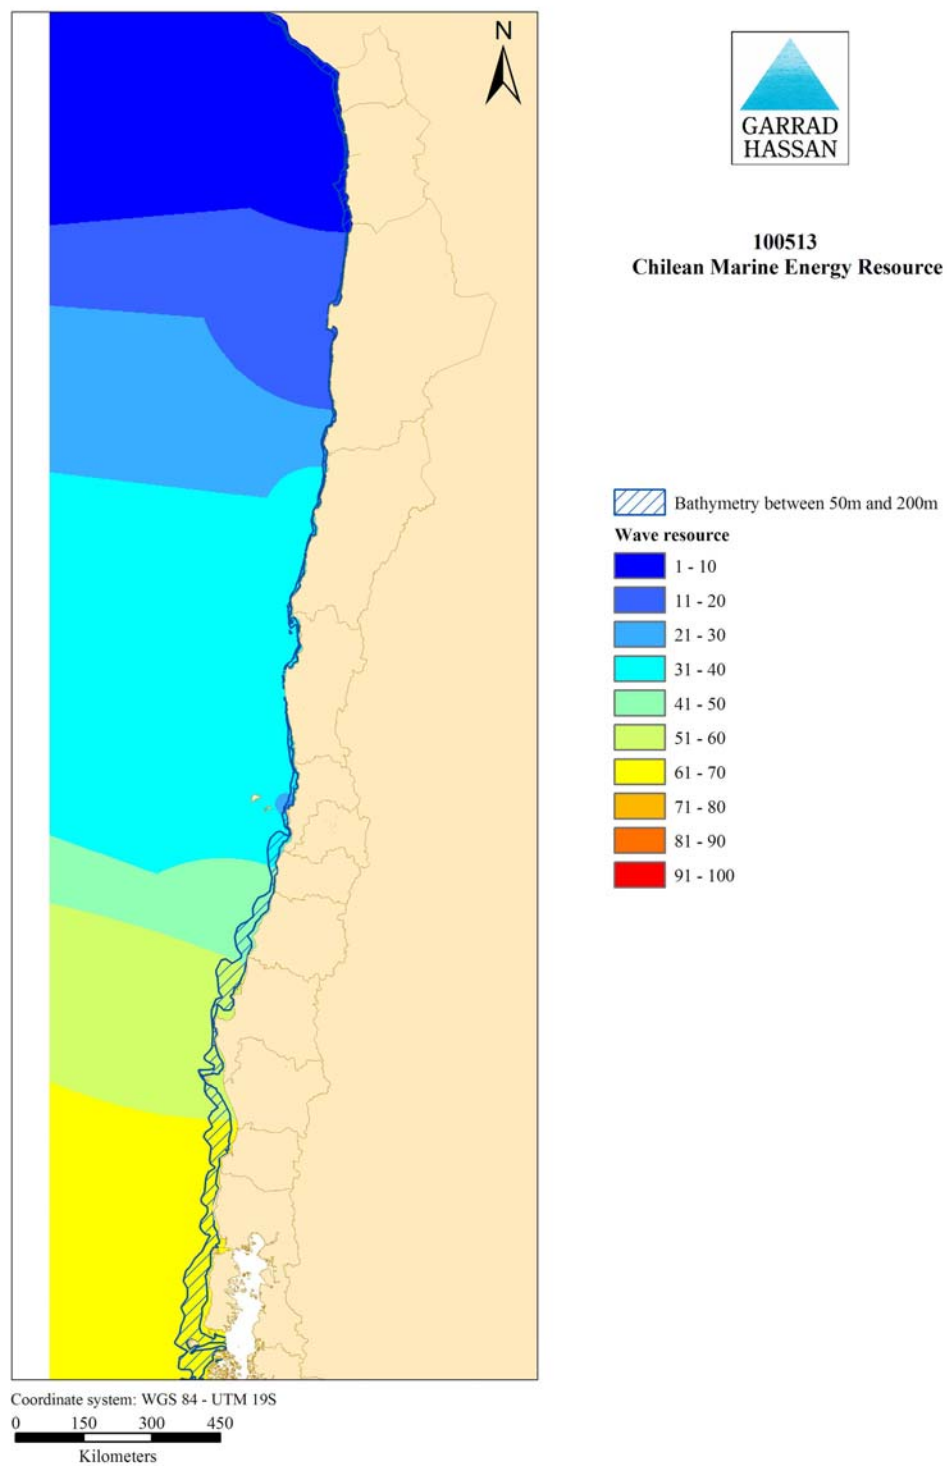 N
GARRAD
HASSAN
100513
Chilean Marine Energy Resource
Bathymetry between 50m and 200m
Wave resource
1 - 10
11 - 20
21 - 30
31 - 40
41 - 50
51 - 60
61 - 70
71 - 80
81 - 90
91 - 100
Coordinate system: WGS 84 - UTM 19S
0 150 300 450
Kilometers